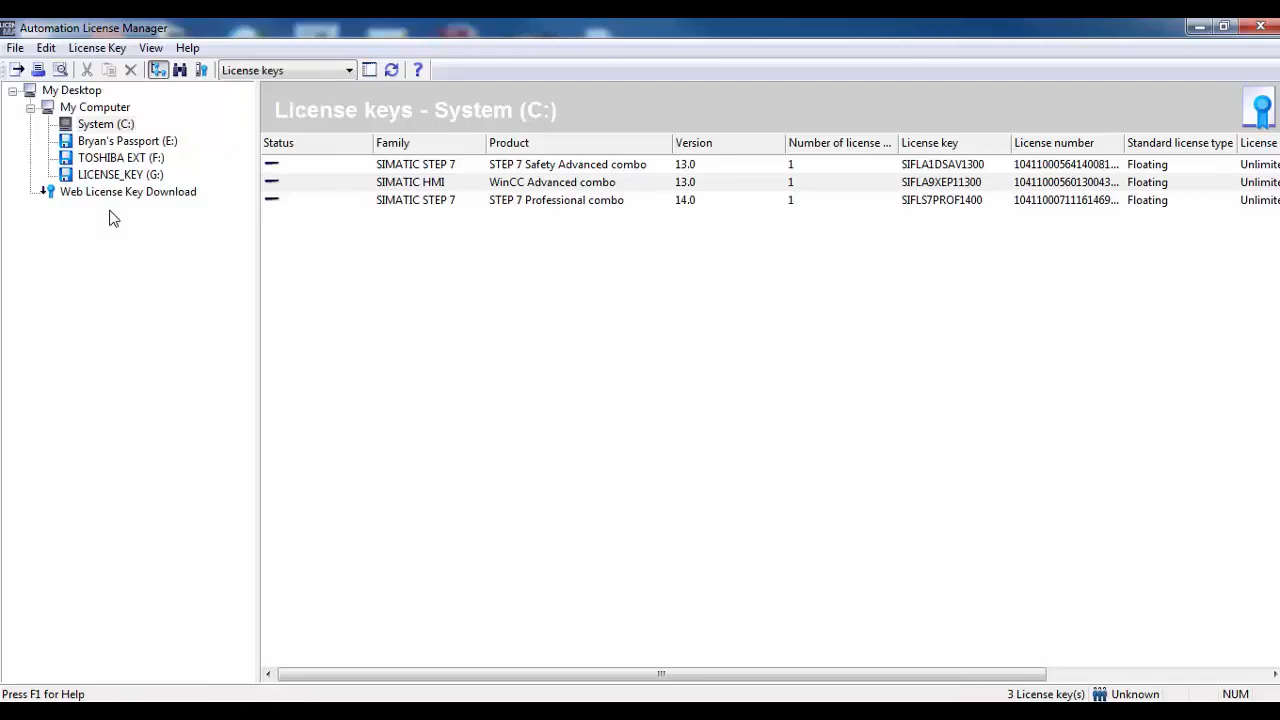 Automation License Manager
File Edit License Key View Help
License keys
My Desktop
My Computer
System (C:)
Bryan's Passport (E:)
TOSHIBA EXT (F:)
LICENSE_KEY (G:)
Web License Key Download
License keys - System (C:)
Status Family Product Version Number of license ... License key License number Standard license type License
SIMATIC STEP 7 STEP 7 Safety Advanced combo 13.0 1 SIFLA1DSAV1300 10411000564140081... Floating Unlimite
SIMATIC HMI WinCC Advanced combo 13.0 1 SIFLA9XEP11300 10411000560130043... Floating Unlimite
SIMATIC STEP 7 STEP 7 Professional combo 14.0 1 SIFLS7PROF1400 10411000711161469... Floating Unlimite
Press F1 for Help 3 License key(s) Unknown NUM